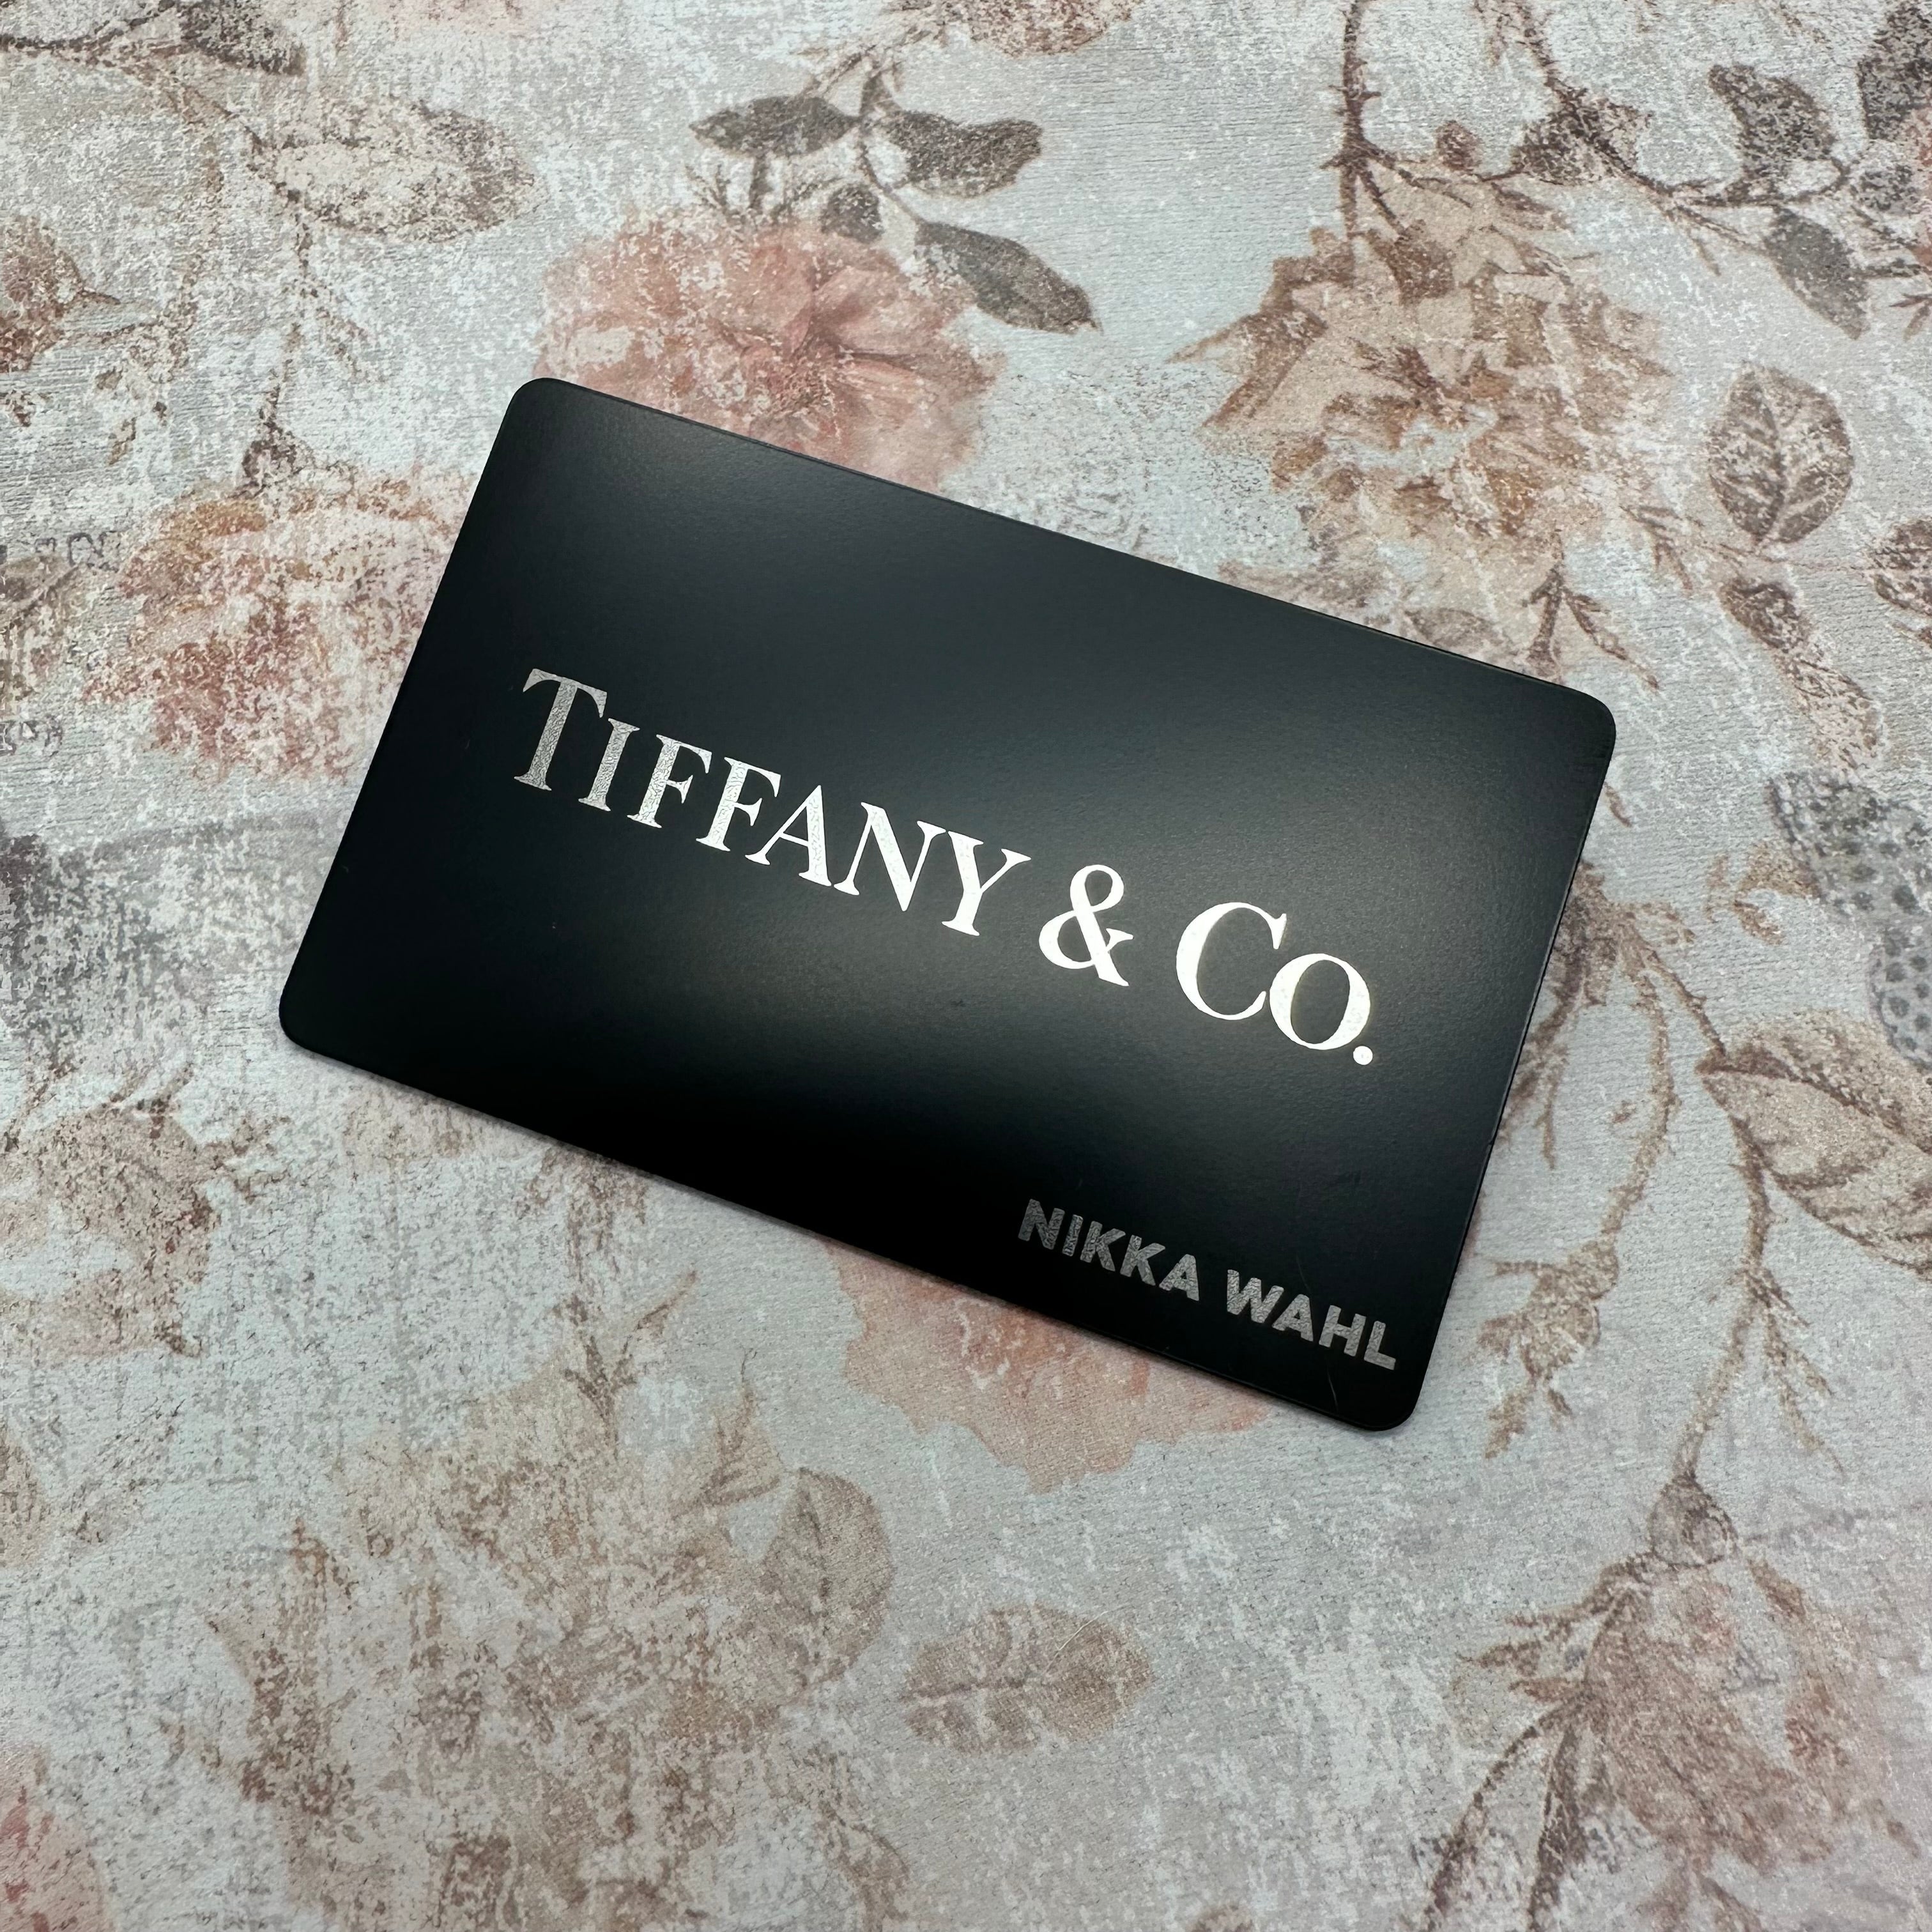 TIFFANY & CO.
NIKKA WAHL